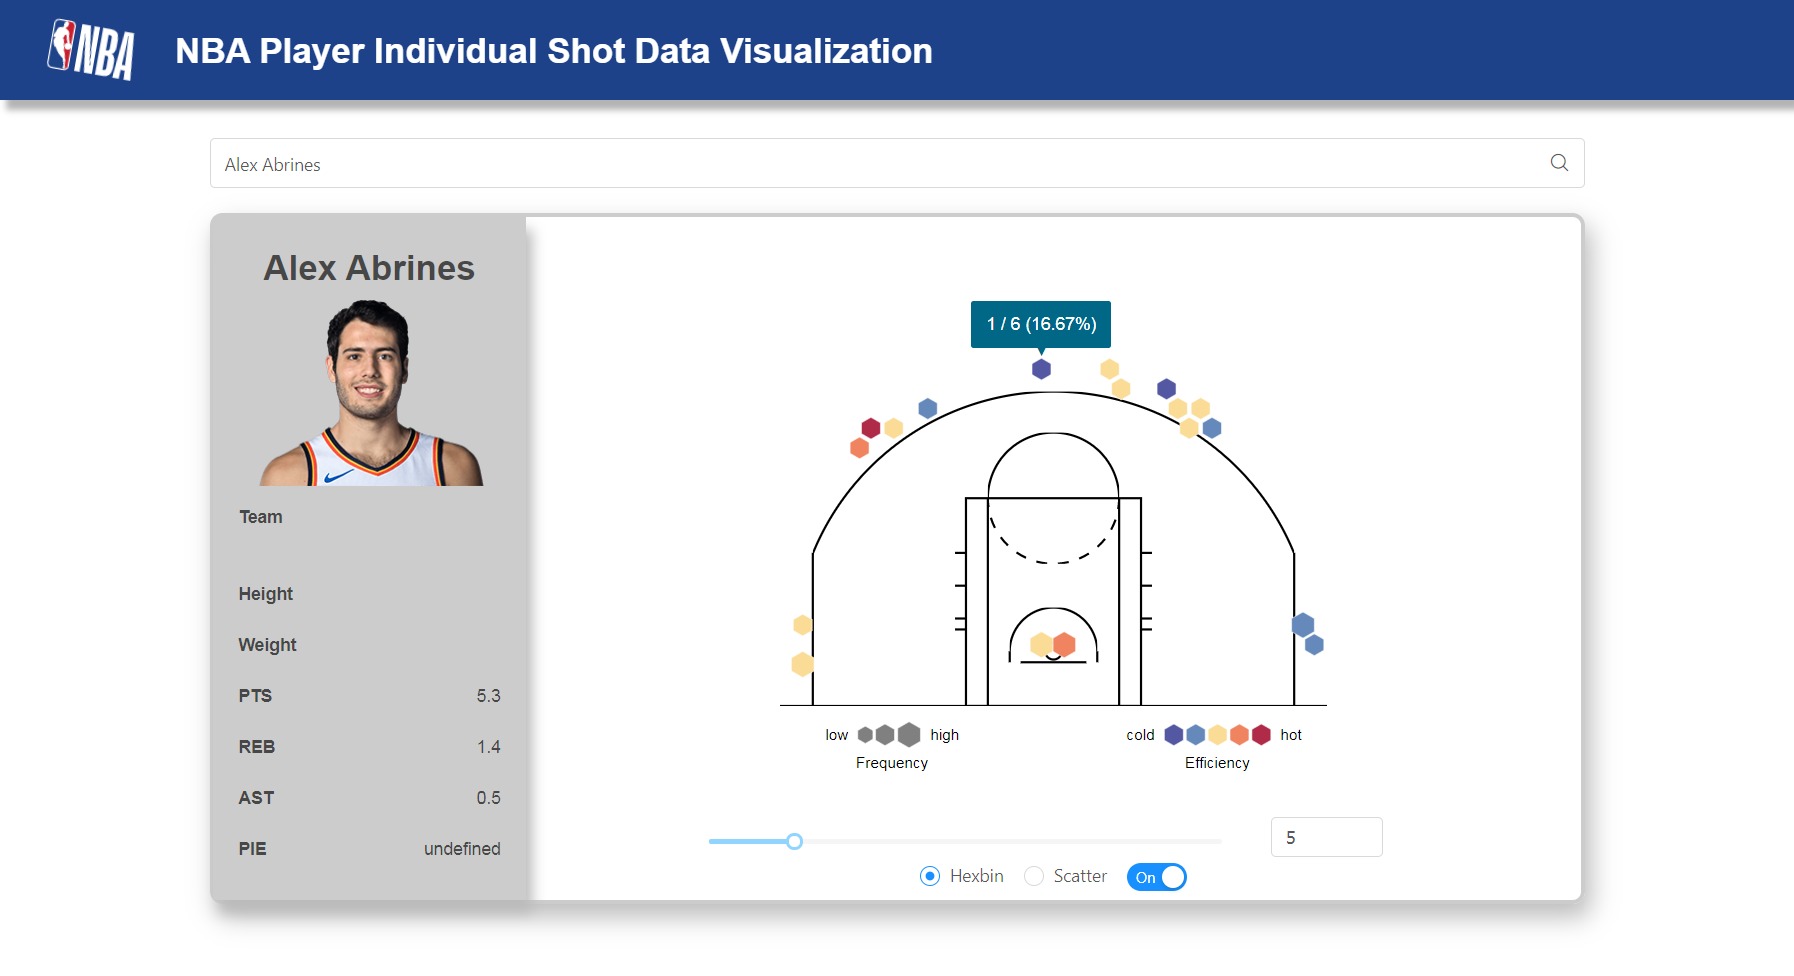 NBA
NBA Player Individual Shot Data Visualization
Alex Abrines
Alex Abrines
Team
Height
Weight
PTS 5.3
REB 1.4
AST 0.5
PIE undefined
1 / 6 (16.67%)
low high
Frequency
cold hot
Efficiency
5
Hexbin Scatter On